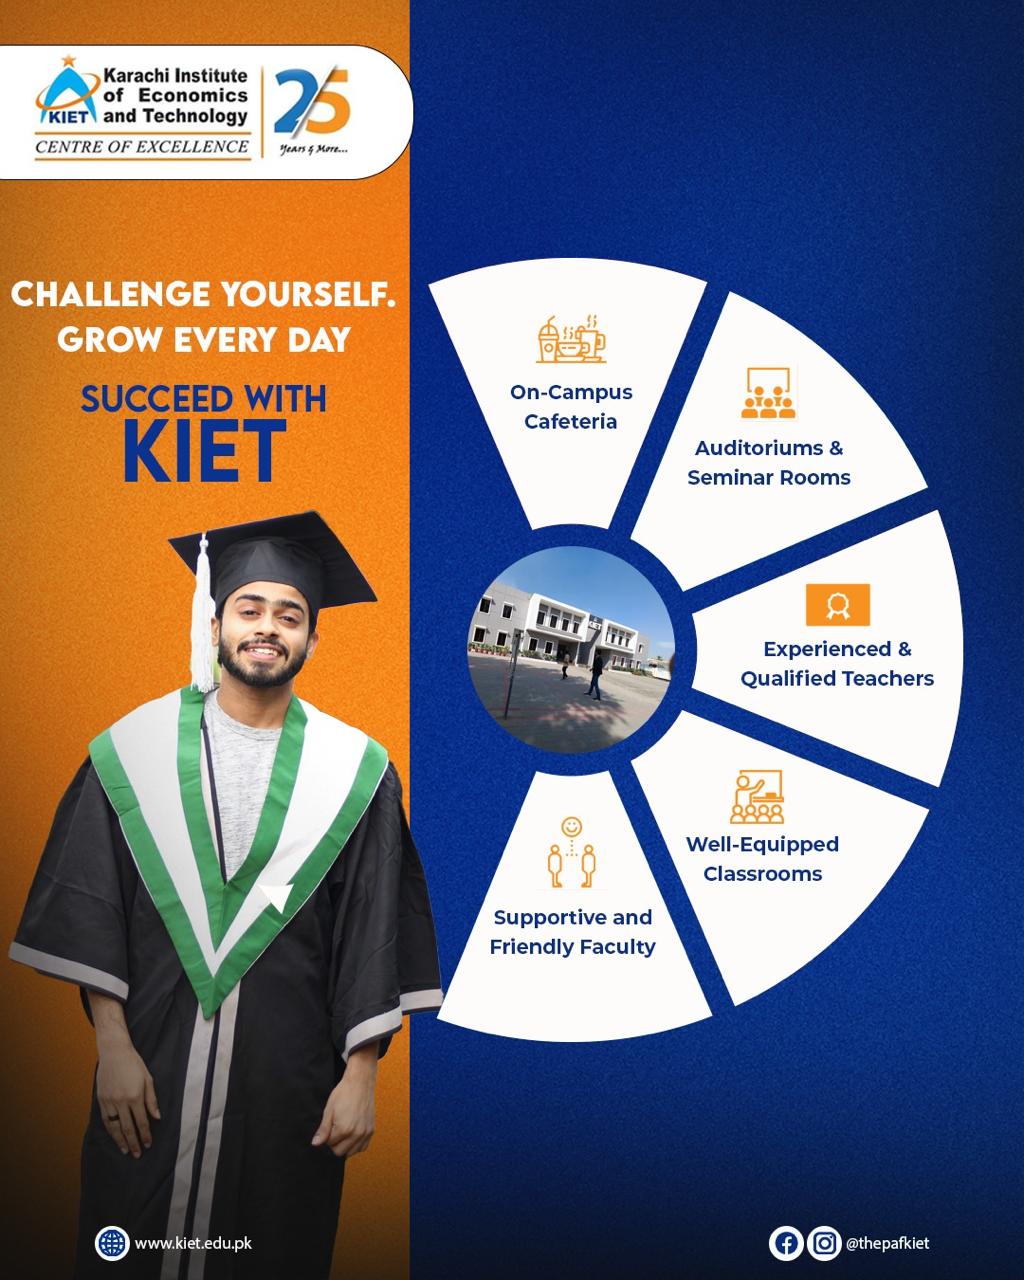 KIET
Karachi Institute
of Economics
and Technology
CENTRE OF EXCELLENCE
25
Years & More...
CHALLENGE YOURSELF.
GROW EVERY DAY
SUCCEED WITH
KIET
On-Campus
Cafeteria
Auditoriums &
Seminar Rooms
KIET
Experienced &
Qualified Teachers
Well-Equipped
Classrooms
Supportive and
Friendly Faculty
www.kiet.edu.pk
@thepafkiet